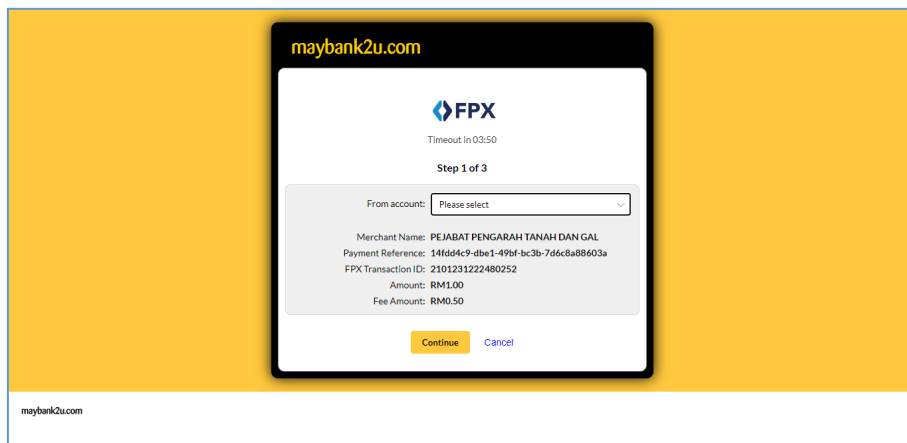 maybank2u.com
FPX
Timeout in 03:50
Step 1 of 3
From account: Please select
Merchant Name: PEJABAT PENGARAH TANAH DAN GAL
Payment Reference: 14fdd4c9-dbe1-49bf-bc3b-7d6c8a88603a
FPX Transaction ID: 2101231222480252
Amount: RM1.00
Fee Amount: RM0.50
Continue Cancel
maybank2u.com